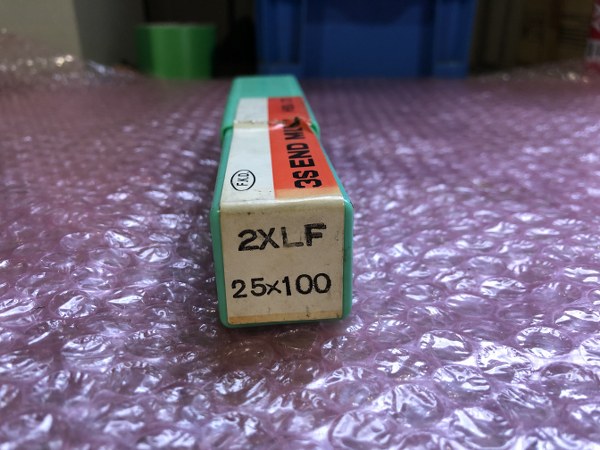 F.K.D
3S END MILL
2XLF
25×100